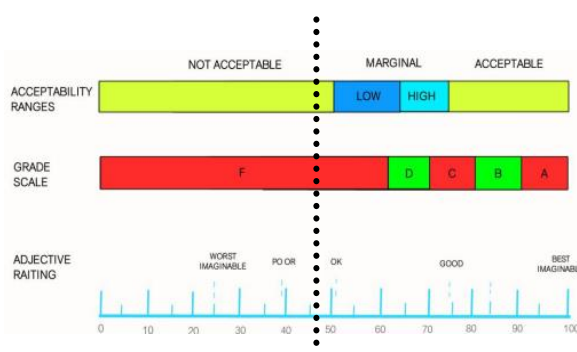 NOT ACCEPTABLE MARGINAL ACCEPTABLE
ACCEPTABILITY
RANGES
LOW HIGH
GRADE
SCALE
F D C B A
ADJECTIVE
RAITING
WORST
IMAGINABLE
POOR
OK
GOOD
BEST
IMAGINABL
0 10 20 30 40 50 60 70 80 90 100